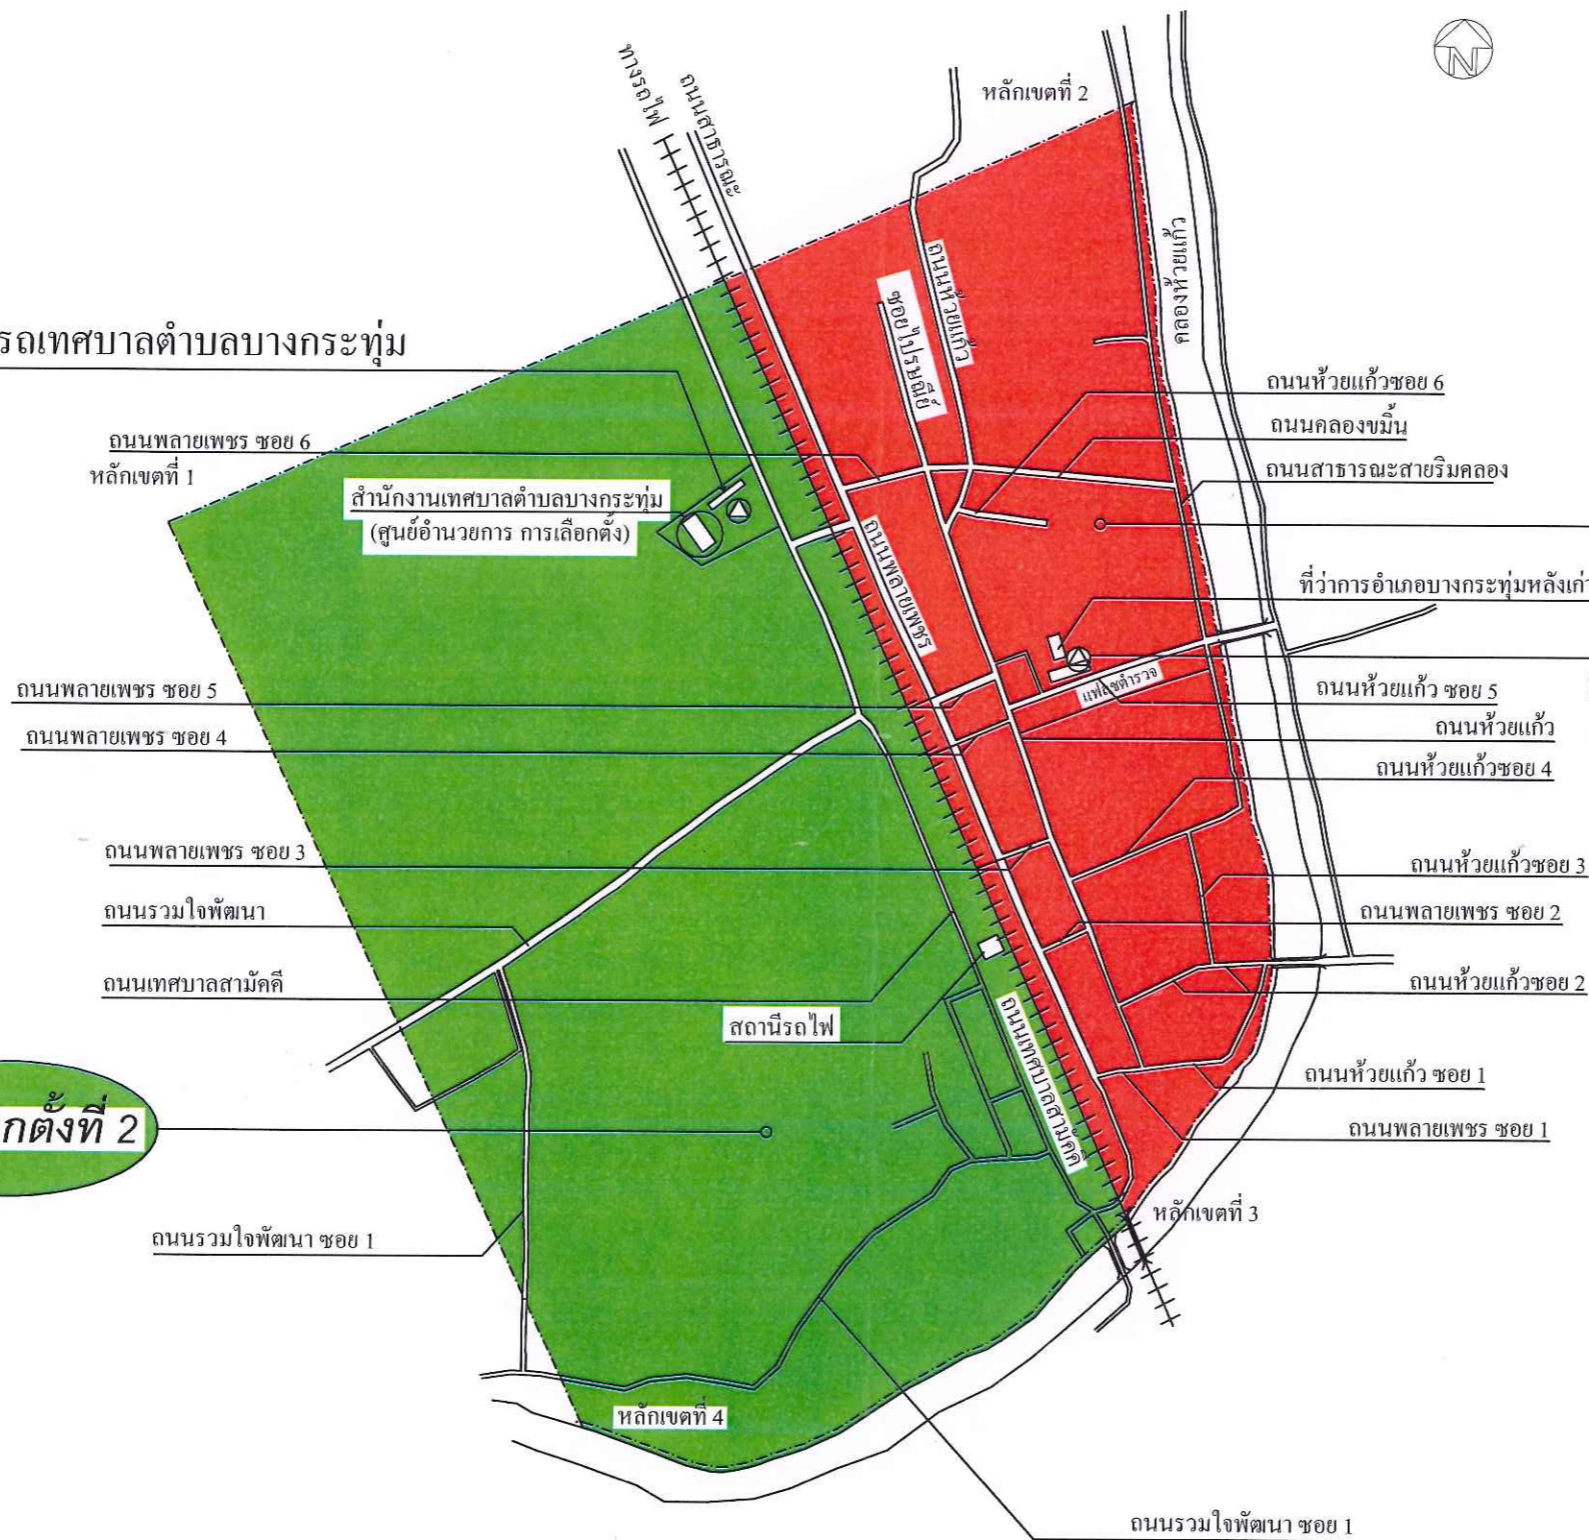 ทางรถไฟ
ถนนสาธารณะ
หลักเขตที่ 2
N
คลองห้วยแก้ว
ถนนห้วยแก้ว
ซอยไปรษณีย์
รถเทศบาลตำบลบางกระทุ่ม
ถนนห้วยแก้วซอย 6
ถนนคลองขมิ้น
ถนนสาธารณะสายริมคลอง
ถนนพลายเพชร ซอย 6
หลักเขตที่ 1
สำนักงานเทศบาลตำบลบางกระทุ่ม
(ศูนย์อำนวยการ การเลือกตั้ง)
ถนนพลายเพชร
ที่ว่าการอำเภอบางกระทุ่มหลังเก่า
แฟลชตำรวจ
ถนนพลายเพชร ซอย 5
ถนนห้วยแก้ว ซอย 5
ถนนพลายเพชร ซอย 4
ถนนห้วยแก้ว
ถนนห้วยแก้วซอย 4
ถนนพลายเพชร ซอย 3
ถนนห้วยแก้วซอย 3
ถนนรวมใจพัฒนา
ถนนพลายเพชร ซอย 2
ถนนเทศบาลสามัคคี
ถนนห้วยแก้วซอย 2
สถานีรถไฟ
ถนนเทศบาลสามัคคี
ถนนห้วยแก้ว ซอย 1
กตั้งที่ 2
ถนนพลายเพชร ซอย 1
หลักเขตที่ 3
ถนนรวมใจพัฒนา ซอย 1
หลักเขตที่ 4
ถนนรวมใจพัฒนา ซอย 1